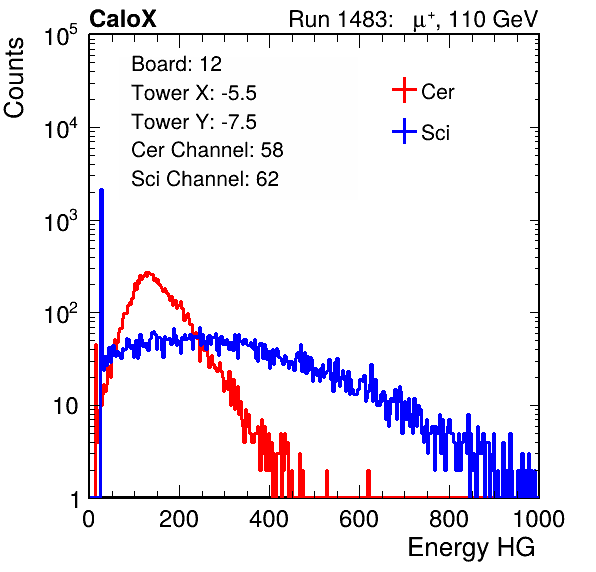 CaloX Run 1483: μ⁺, 110 GeV
Counts
10⁵
10⁴
10³
10²
10
1
Board: 12
Tower X: -5.5
Tower Y: -7.5
Cer Channel: 58
Sci Channel: 62
Cer
Sci
0 200 400 600 800 1000
Energy HG